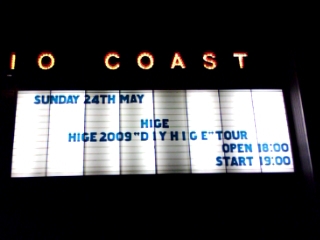 IO COAST
SUNDAY 24TH MAY
HIGE
HIGE 2009 "D I Y H I G E" TOUR
OPEN 18:00
START 19:00